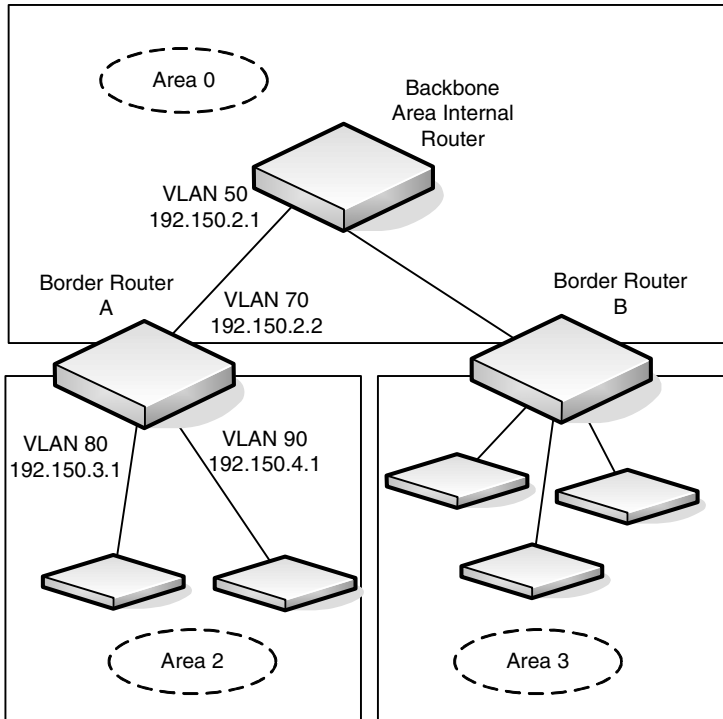 Area 0
Backbone
Area Internal
Router
VLAN 50
192.150.2.1
Border Router
A
VLAN 70
192.150.2.2
Border Router
B
VLAN 80
192.150.3.1
VLAN 90
192.150.4.1
Area 2
Area 3